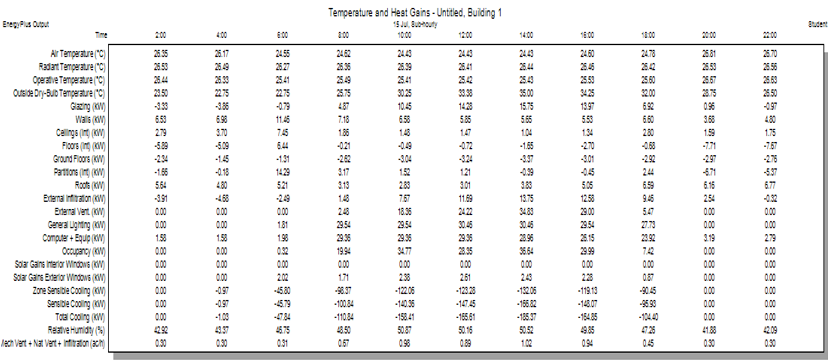 Temperature and Heat Gains - Untitled, Building 1
EnergyPlus Output 15 Jul, Sub-hourly Student
Time 2:00 4:00 6:00 8:00 10:00 12:00 14:00 16:00 18:00 20:00 22:00
Air Temperature (°C) 26.35 26.17 24.55 24.62 24.43 24.43 24.43 24.60 24.78 26.81 26.70
Radiant Temperature (°C) 26.53 26.49 26.27 26.36 26.39 26.41 26.44 26.46 26.42 26.53 26.56
Operative Temperature (°C) 26.44 26.33 25.41 25.49 25.41 25.42 25.43 25.53 25.60 26.67 26.63
Outside Dry-Bulb Temperature (°C) 23.50 22.75 22.75 25.75 30.25 33.38 35.00 34.25 32.00 28.75 26.50
Glazing (kW) -3.33 -3.86 -0.79 4.87 10.45 14.28 15.75 13.97 6.92 0.96 -0.97
Walls (kW) 6.53 6.98 11.46 7.18 6.58 5.85 5.65 5.53 6.60 3.68 4.80
Ceilings (int) (kW) 2.79 3.70 7.45 1.86 1.48 1.47 1.04 1.34 2.80 1.59 1.75
Floors (int) (kW) -5.89 -5.09 6.44 -0.21 -0.49 -0.72 -1.65 -2.70 -0.68 -7.71 -7.67
Ground Floors (kW) -2.34 -1.45 -1.31 -2.62 -3.04 -3.24 -3.37 -3.01 -2.92 -2.97 -2.76
Partitions (int) (kW) -1.66 -0.18 14.29 3.17 1.52 1.21 -0.39 -0.45 2.44 -6.71 -5.37
Roofs (kW) 5.64 4.80 5.21 3.13 2.83 3.01 3.83 5.05 6.59 6.16 6.77
External Infiltration (kW) -3.91 -4.68 -2.49 1.48 7.67 11.69 13.75 12.58 9.46 2.54 -0.32
External Vent. (kW) 0.00 0.00 0.00 2.48 18.36 24.22 34.83 29.00 5.47 0.00 0.00
General Lighting (kW) 0.00 0.00 1.81 29.54 29.54 30.46 30.46 29.54 27.73 0.00 0.00
Computer + Equip (kW) 1.58 1.58 1.98 29.36 29.36 29.36 28.96 26.15 23.92 3.19 2.79
Occupancy (kW) 0.00 0.00 0.32 19.94 34.77 28.35 36.64 29.99 7.42 0.00 0.00
Solar Gains Interior Windows (kW) 0.00 0.00 0.00 0.00 0.00 0.00 0.00 0.00 0.00 0.00 0.00
Solar Gains Exterior Windows (kW) 0.00 0.00 2.02 1.71 2.38 2.61 2.43 2.28 0.87 0.00 0.00
Zone Sensible Cooling (kW) 0.00 -0.97 -45.80 -98.37 -122.06 -123.28 -132.06 -119.13 -90.45 0.00 0.00
Sensible Cooling (kW) 0.00 -0.97 -45.79 -100.84 -140.36 -147.45 -166.82 -148.07 -95.93 0.00 0.00
Total Cooling (kW) 0.00 -1.03 -47.84 -110.84 -158.41 -165.61 -185.37 -164.85 -104.40 0.00 0.00
Relative Humidity (%) 42.92 43.37 46.75 48.50 50.87 50.16 50.52 49.85 47.26 41.88 42.09
Mech Vent + Nat Vent + Infiltration (ac/h) 0.30 0.30 0.31 0.67 0.98 0.89 1.02 0.94 0.45 0.30 0.30